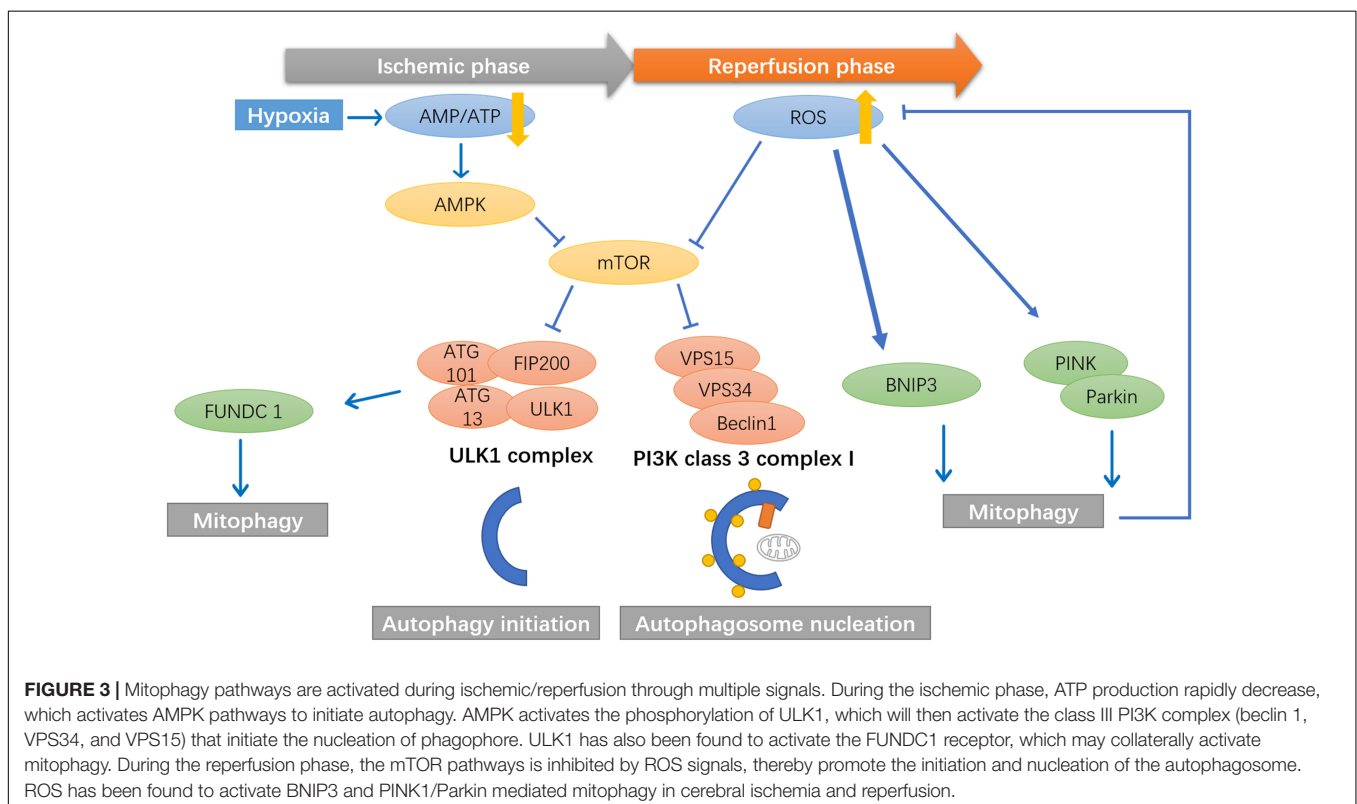 Ischemic phase
Reperfusion phase
Hypoxia
AMP/ATP
ROS
AMPK
mTOR
ATG
101
FIP200
ATG
13
ULK1
VPS15
VPS34
Beclin1
BNIP3
PINK
Parkin
FUNDC 1
ULK1 complex
PI3K class 3 complex I
Mitophagy
Mitophagy
Autophagy initiation
Autophagosome nucleation
FIGURE 3 | Mitophagy pathways are activated during ischemic/reperfusion through multiple signals. During the ischemic phase, ATP production rapidly decrease,
which activates AMPK pathways to initiate autophagy. AMPK activates the phosphorylation of ULK1, which will then activate the class III PI3K complex (beclin 1,
VPS34, and VPS15) that initiate the nucleation of phagophore. ULK1 has also been found to activate the FUNDC1 receptor, which may collaterally activate
mitophagy. During the reperfusion phase, the mTOR pathways is inhibited by ROS signals, thereby promote the initiation and nucleation of the autophagosome.
ROS has been found to activate BNIP3 and PINK1/Parkin mediated mitophagy in cerebral ischemia and reperfusion.